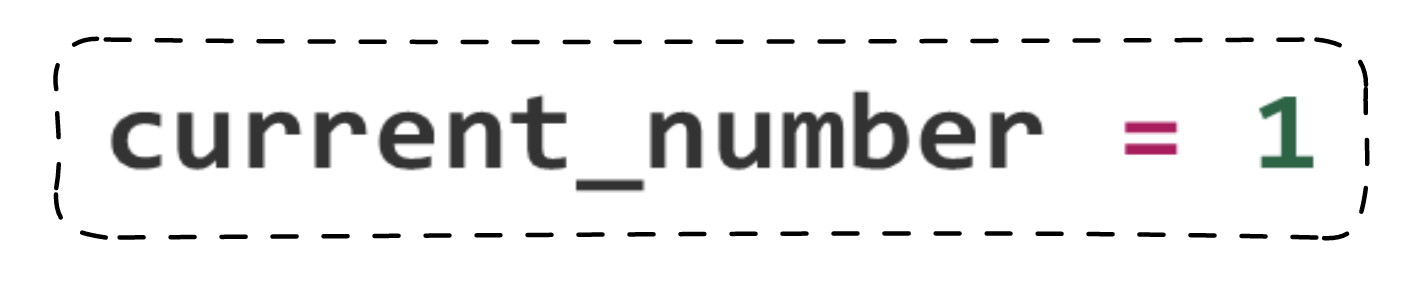 current_number = 1